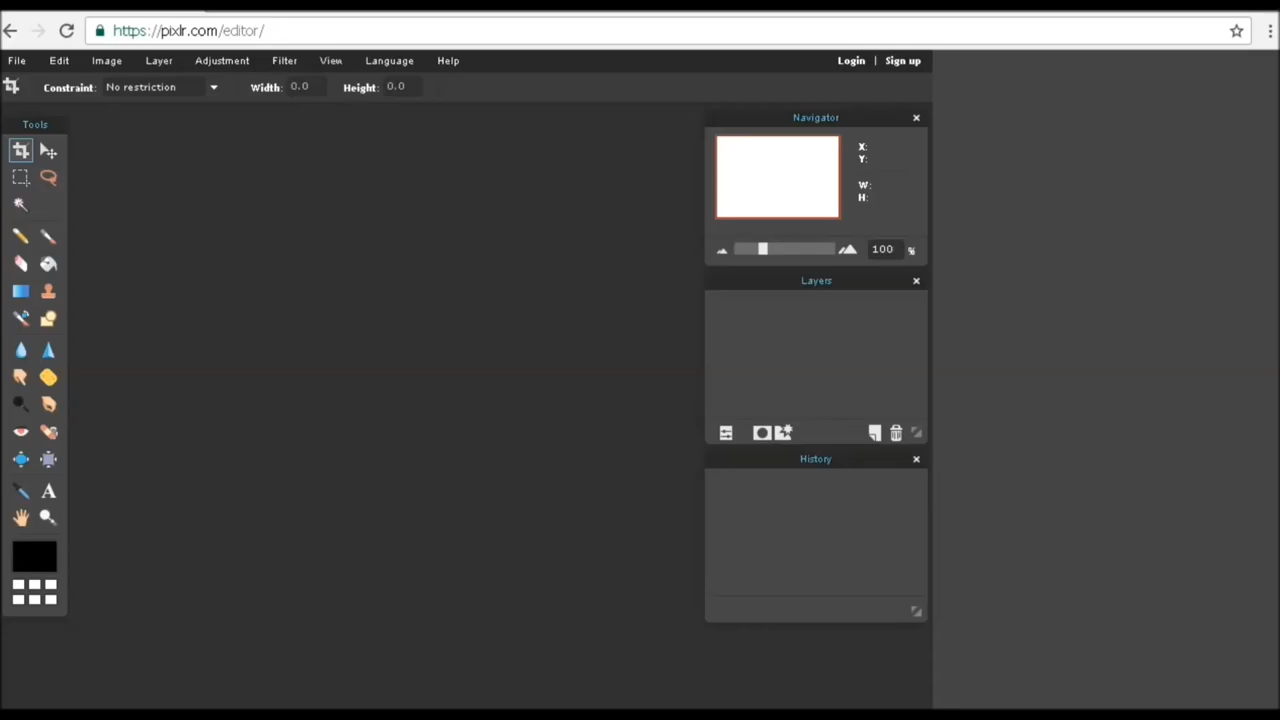 https://pixlr.com/editor/
File Edit Image Layer Adjustment Filter View Language Help Login | Sign up
Constraint: No restriction Width: 0.0 Height: 0.0
Tools
Navigator
X:
Y:
W:
H:
100 %
Layers
History
A